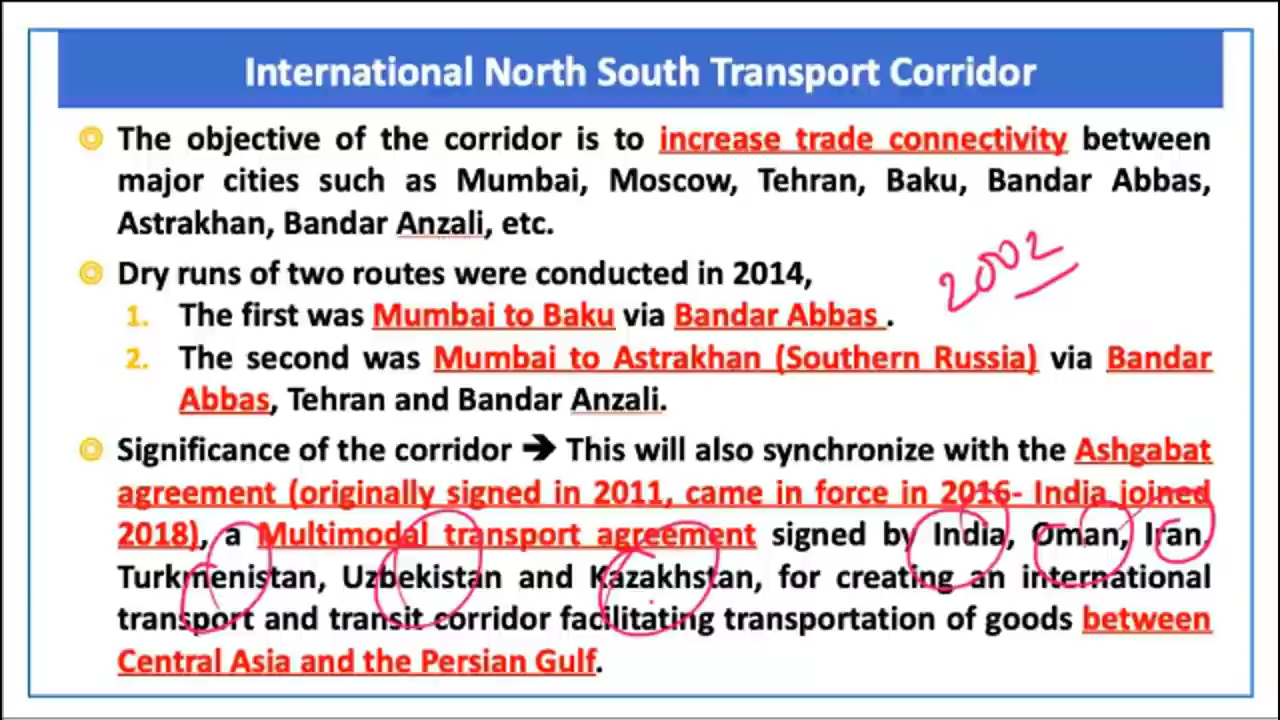 International North South Transport Corridor
The objective of the corridor is to increase trade connectivity between
major cities such as Mumbai, Moscow, Tehran, Baku, Bandar Abbas,
Astrakhan, Bandar Anzali, etc.
2002
Dry runs of two routes were conducted in 2014,
1. The first was Mumbai to Baku via Bandar Abbas .
2. The second was Mumbai to Astrakhan (Southern Russia) via Bandar
Abbas, Tehran and Bandar Anzali.
Significance of the corridor ➔ This will also synchronize with the Ashgabat
agreement (originally signed in 2011, came in force in 2016- India joined
2018), a Multimodal transport agreement signed by India, Oman, Iran,
Turkmenistan, Uzbekistan and Kazakhstan, for creating an international
transport and transit corridor facilitating transportation of goods between
Central Asia and the Persian Gulf.